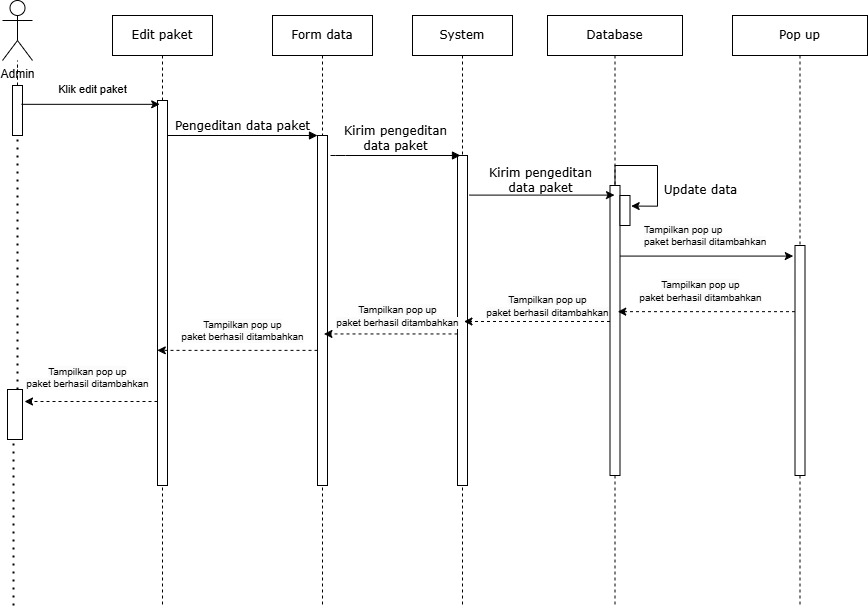 Edit paket
Form data
System
Database
Pop up
Admin
Klik edit paket
Pengeditan data paket
Kirim pengeditan
data paket
Kirim pengeditan
data paket
Update data
Tampilkan pop up
paket berhasil ditambahkan
Tampilkan pop up
paket berhasil ditambahkan
Tampilkan pop up
paket berhasil ditambahkan
Tampilkan pop up
paket berhasil ditambahkan
Tampilkan pop up
paket berhasil ditambahkan
Tampilkan pop up
paket berhasil ditambahkan